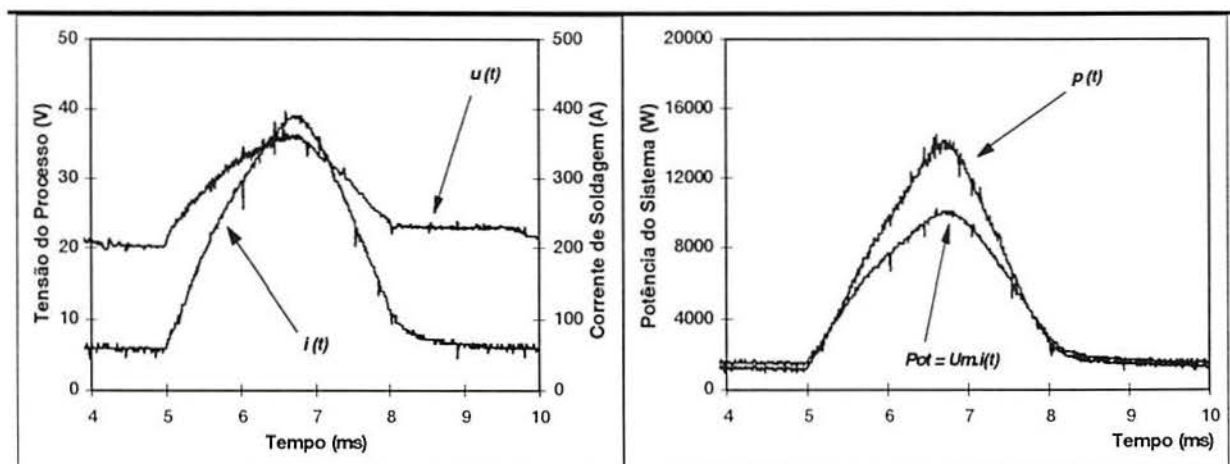 50
40
30
20
10
0
Tensão do Processo (V)
500
400
300
200
100
0
Corrente de Soldagem (A)
u (t)
i (t)
4 5 6 7 8 9 10
Tempo (ms)
20000
16000
12000
8000
4000
0
Potência do Sistema (W)
p (t)
Pot = Um.i(t)
4 5 6 7 8 9 10
Tempo (ms)